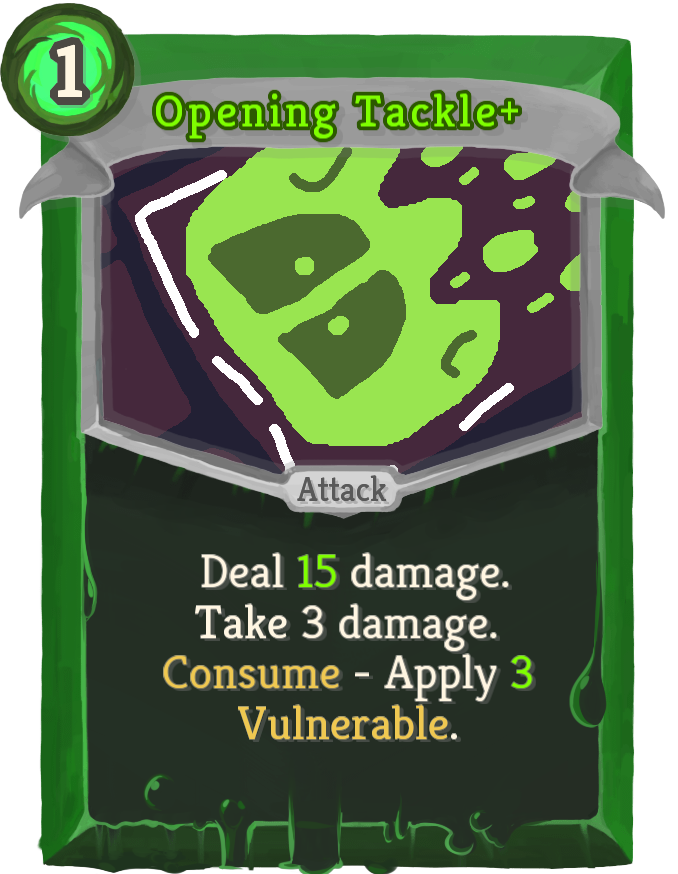 1
Opening Tackle+
Attack
Deal 15 damage.
Take 3 damage.
Consume - Apply 3
Vulnerable.